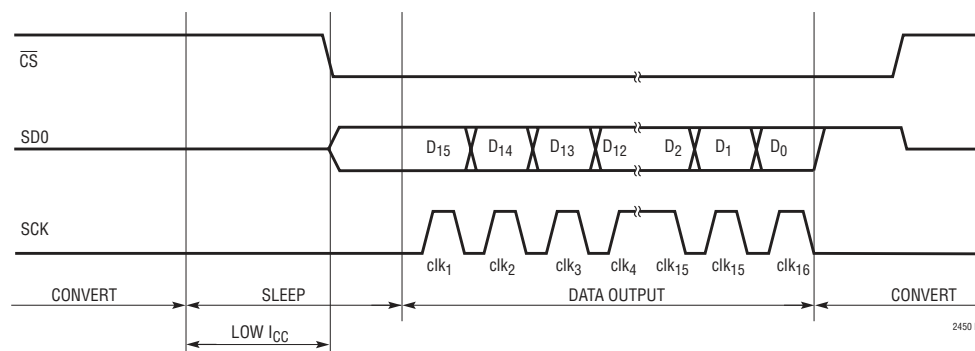 CS
SD0
D15 D14 D13 D12 D2 D1 D0
SCK
clk1 clk2 clk3 clk4 clk15 clk15 clk16
CONVERT SLEEP DATA OUTPUT CONVERT
LOW ICC
2450